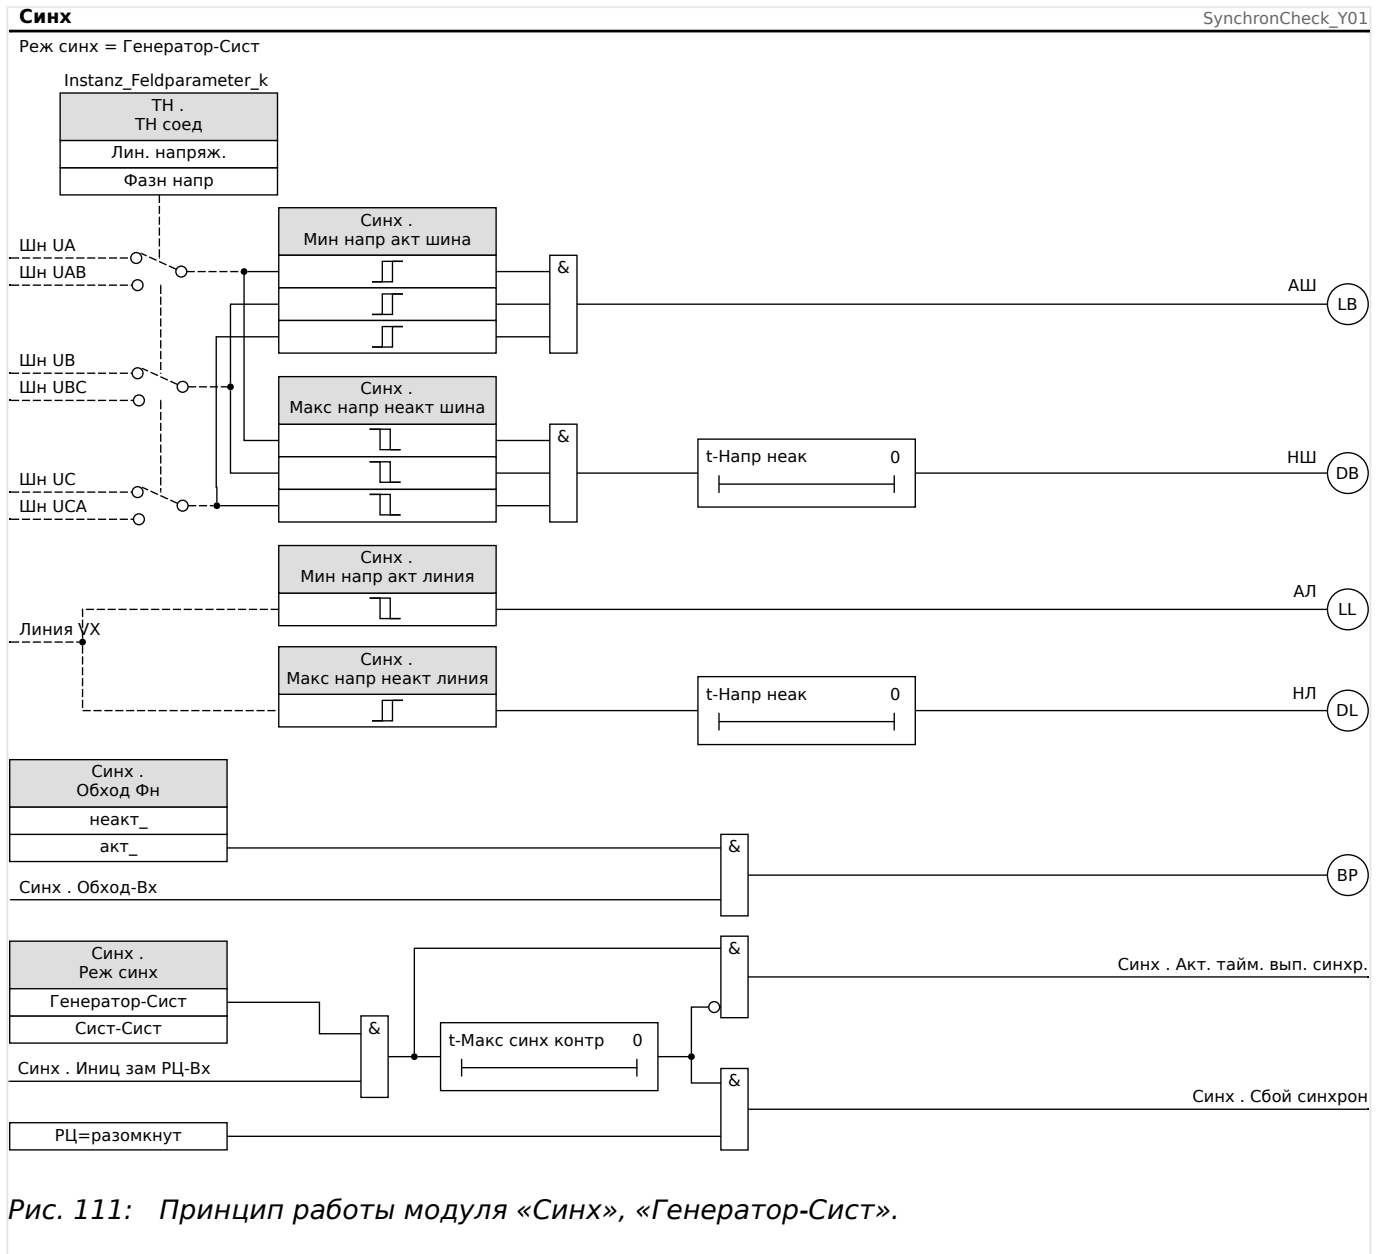 Синх
SynchronCheck_Y01
Реж синх = Генератор-Сист
Instanz_Feldparameter_k
ТН .
ТН соед
Лин. напряж.
Фазн напр
Синх .
Мин напр акт шина
Шн UA
Шн UAB
&
АШ
LB
Шн UB
Шн UBC
Синх .
Макс напр неакт шина
&
t-Напр неак 0
НШ
DB
Шн UC
Шн UCA
Синх .
Мин напр акт линия
АЛ
LL
Линия VX
Синх .
Макс напр неакт линия
t-Напр неак 0
НЛ
DL
Синх .
Обход Фн
неакт_
акт_
&
Синх . Обход-Вх
BP
Синх .
Реж синх
Генератор-Сист
Сист-Сист
&
Синх . Акт. тайм. вып. синхр.
&
t-Макс синх контр 0
Синх . Иниц зам РЦ-Вх
&
Синх . Сбой синхрон
РЦ=разомкнут
Рис. 111: Принцип работы модуля «Синх», «Генератор-Сист».